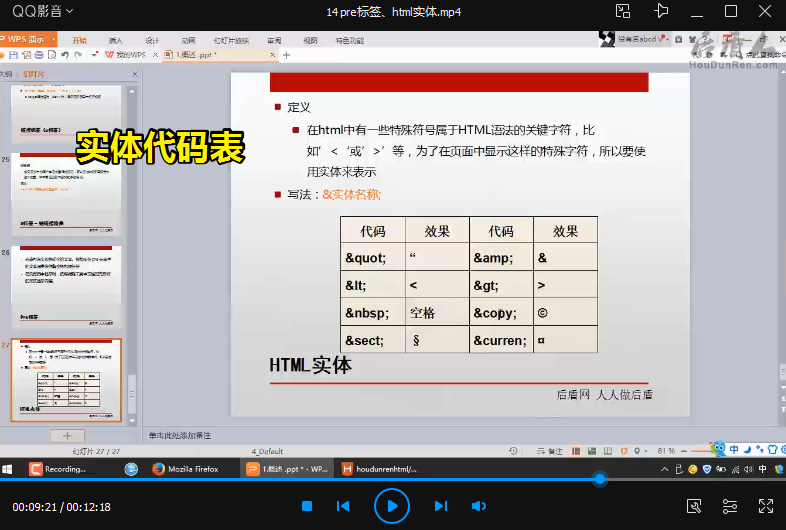 QQ影音
14 pre标签、html实体.mp4
WPS 演示
开始 插入 设计 动画 幻灯片放映 审阅 视图 特色功能
我的WPS
1.概述 .ppt *
后盾人
HouDunRen.com
大纲 幻灯片
实体代码表
25
26
27
定义
在html中有一些特殊符号属于HTML语法的关键字符，比
如'<'或'>'等，为了在页面中显示这样的特殊字符，所以要使
用实体来表示
写法：&实体名称;
代码 效果 代码 效果
&quot; “ &amp; &
&lt; < &gt; >
&nbsp; 空格 &copy; ©
&sect; § &curren; ¤
HTML实体
后盾网 人人做后盾
单击此处添加备注
幻灯片 27 / 27
4_Default
备注
81 %
中
Recording...
Mozilla Firefox
1.概述 .ppt * - WP...
houdunrenhtml/...
中
00:09:21 / 00:12:18